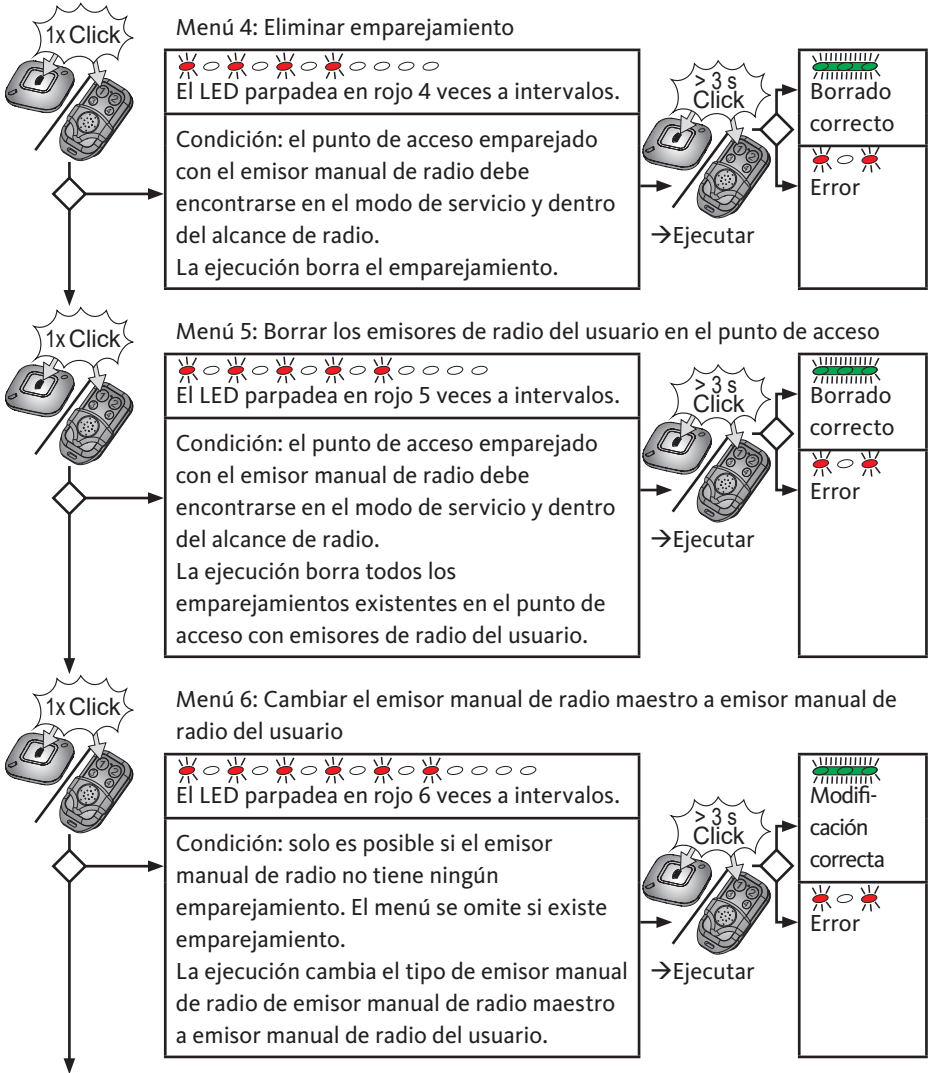 1x Click
Menú 4: Eliminar emparejamiento
El LED parpadea en rojo 4 veces a intervalos.
Condición: el punto de acceso emparejado
con el emisor manual de radio debe
encontrarse en el modo de servicio y dentro
del alcance de radio.
La ejecución borra el emparejamiento.
> 3 s
Click
→Ejecutar
Borrado
correcto
Error
1x Click
Menú 5: Borrar los emisores de radio del usuario en el punto de acceso
El LED parpadea en rojo 5 veces a intervalos.
Condición: el punto de acceso emparejado
con el emisor manual de radio debe
encontrarse en el modo de servicio y dentro
del alcance de radio.
La ejecución borra todos los
emparejamientos existentes en el punto de
acceso con emisores de radio del usuario.
> 3 s
Click
→Ejecutar
Borrado
correcto
Error
1x Click
Menú 6: Cambiar el emisor manual de radio maestro a emisor manual de
radio del usuario
El LED parpadea en rojo 6 veces a intervalos.
Condición: solo es posible si el emisor
manual de radio no tiene ningún
emparejamiento. El menú se omite si existe
emparejamiento.
La ejecución cambia el tipo de emisor manual
de radio de emisor manual de radio maestro
a emisor manual de radio del usuario.
> 3 s
Click
→Ejecutar
Modifi-
cación
correcta
Error